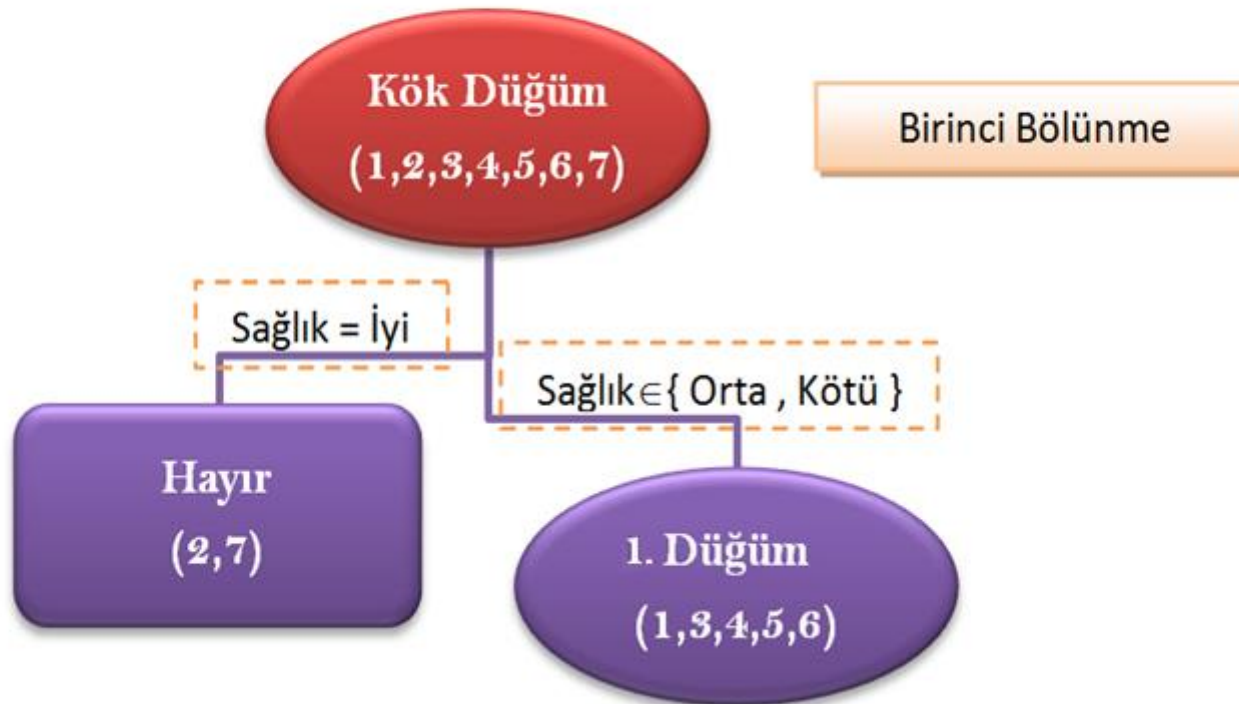 Kök Düğüm
(1,2,3,4,5,6,7)
Birinci Bölünme
Sağlık = İyi
Sağlık∈{ Orta , Kötü }
Hayır
(2,7)
1. Düğüm
(1,3,4,5,6)